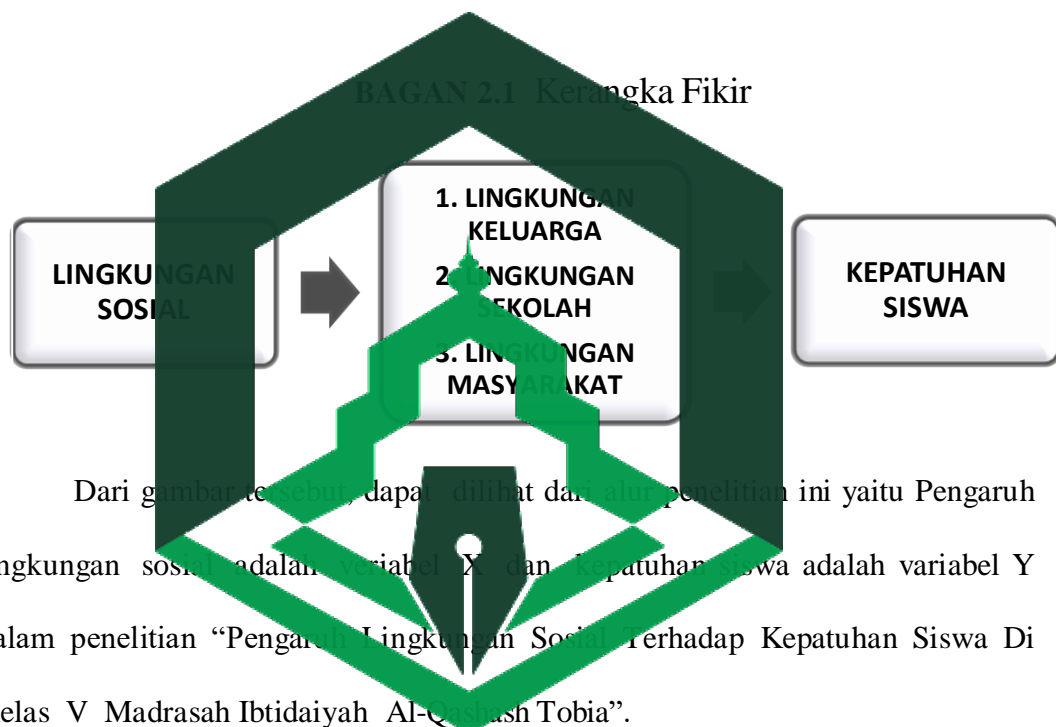 BAGAN 2.1 Kerangka Fikir
LINGKUNGAN
SOSIAL
1. LINGKUNGAN
KELUARGA
2. LINGKUNGAN
SEKOLAH
3. LINGKUNGAN
MASYARAKAT
KEPATUHAN
SISWA
Dari gambar tersebut, dapat dilihat dari alur penelitian ini yaitu Pengaruh
ngkungan sosial adalah veriabel X dan kepatuhan siswa adalah variabel Y
alam penelitian “Pengaruh Lingkungan Sosial Terhadap Kepatuhan Siswa Di
elas V Madrasah Ibtidaiyah Al-Qashash Tobia”.